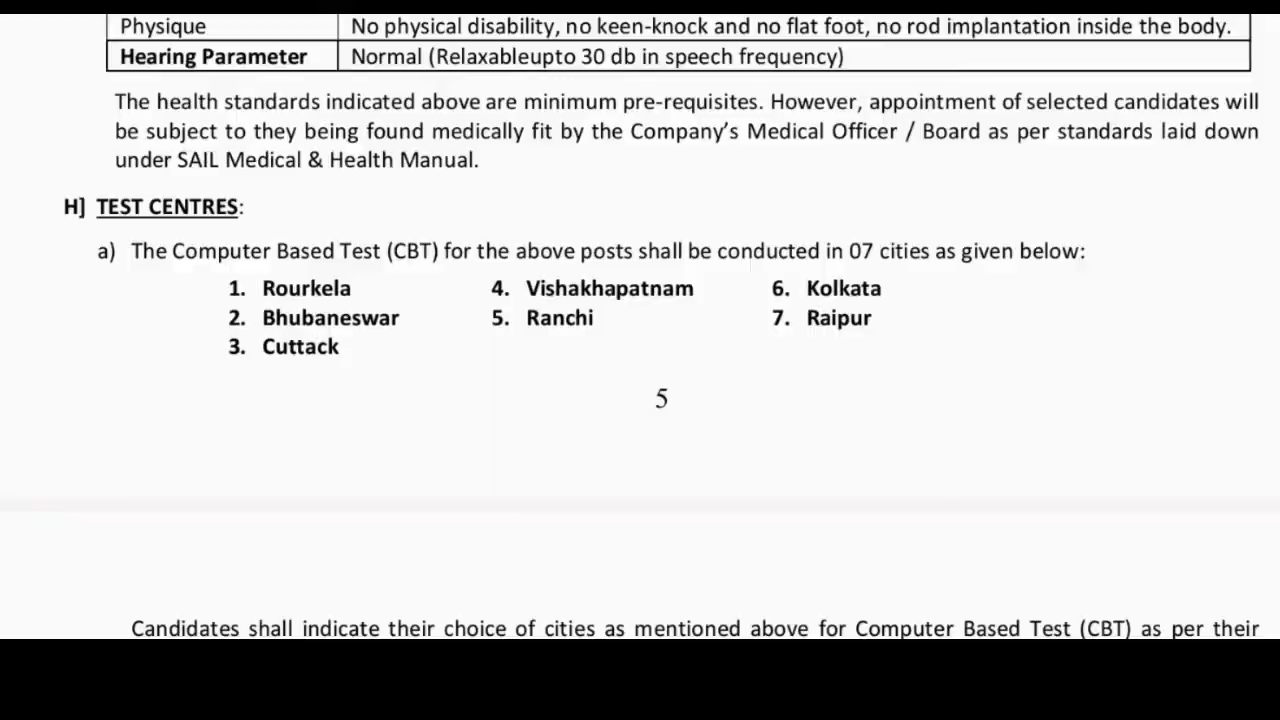 Physique No physical disability, no keen-knock and no flat foot, no rod implantation inside the body.
Hearing Parameter Normal (Relaxableupto 30 db in speech frequency)
The health standards indicated above are minimum pre-requisites. However, appointment of selected candidates will
be subject to they being found medically fit by the Company’s Medical Officer / Board as per standards laid down
under SAIL Medical & Health Manual.
H] TEST CENTRES:
a) The Computer Based Test (CBT) for the above posts shall be conducted in 07 cities as given below:
1. Rourkela 4. Vishakhapatnam 6. Kolkata
2. Bhubaneswar 5. Ranchi 7. Raipur
3. Cuttack
5
Candidates shall indicate their choice of cities as mentioned above for Computer Based Test (CBT) as per their